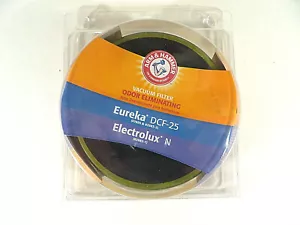 ARM & HAMMER
VACUUM FILTER
ODOR ELIMINATING
Eureka® DCF-25
Electrolux® N